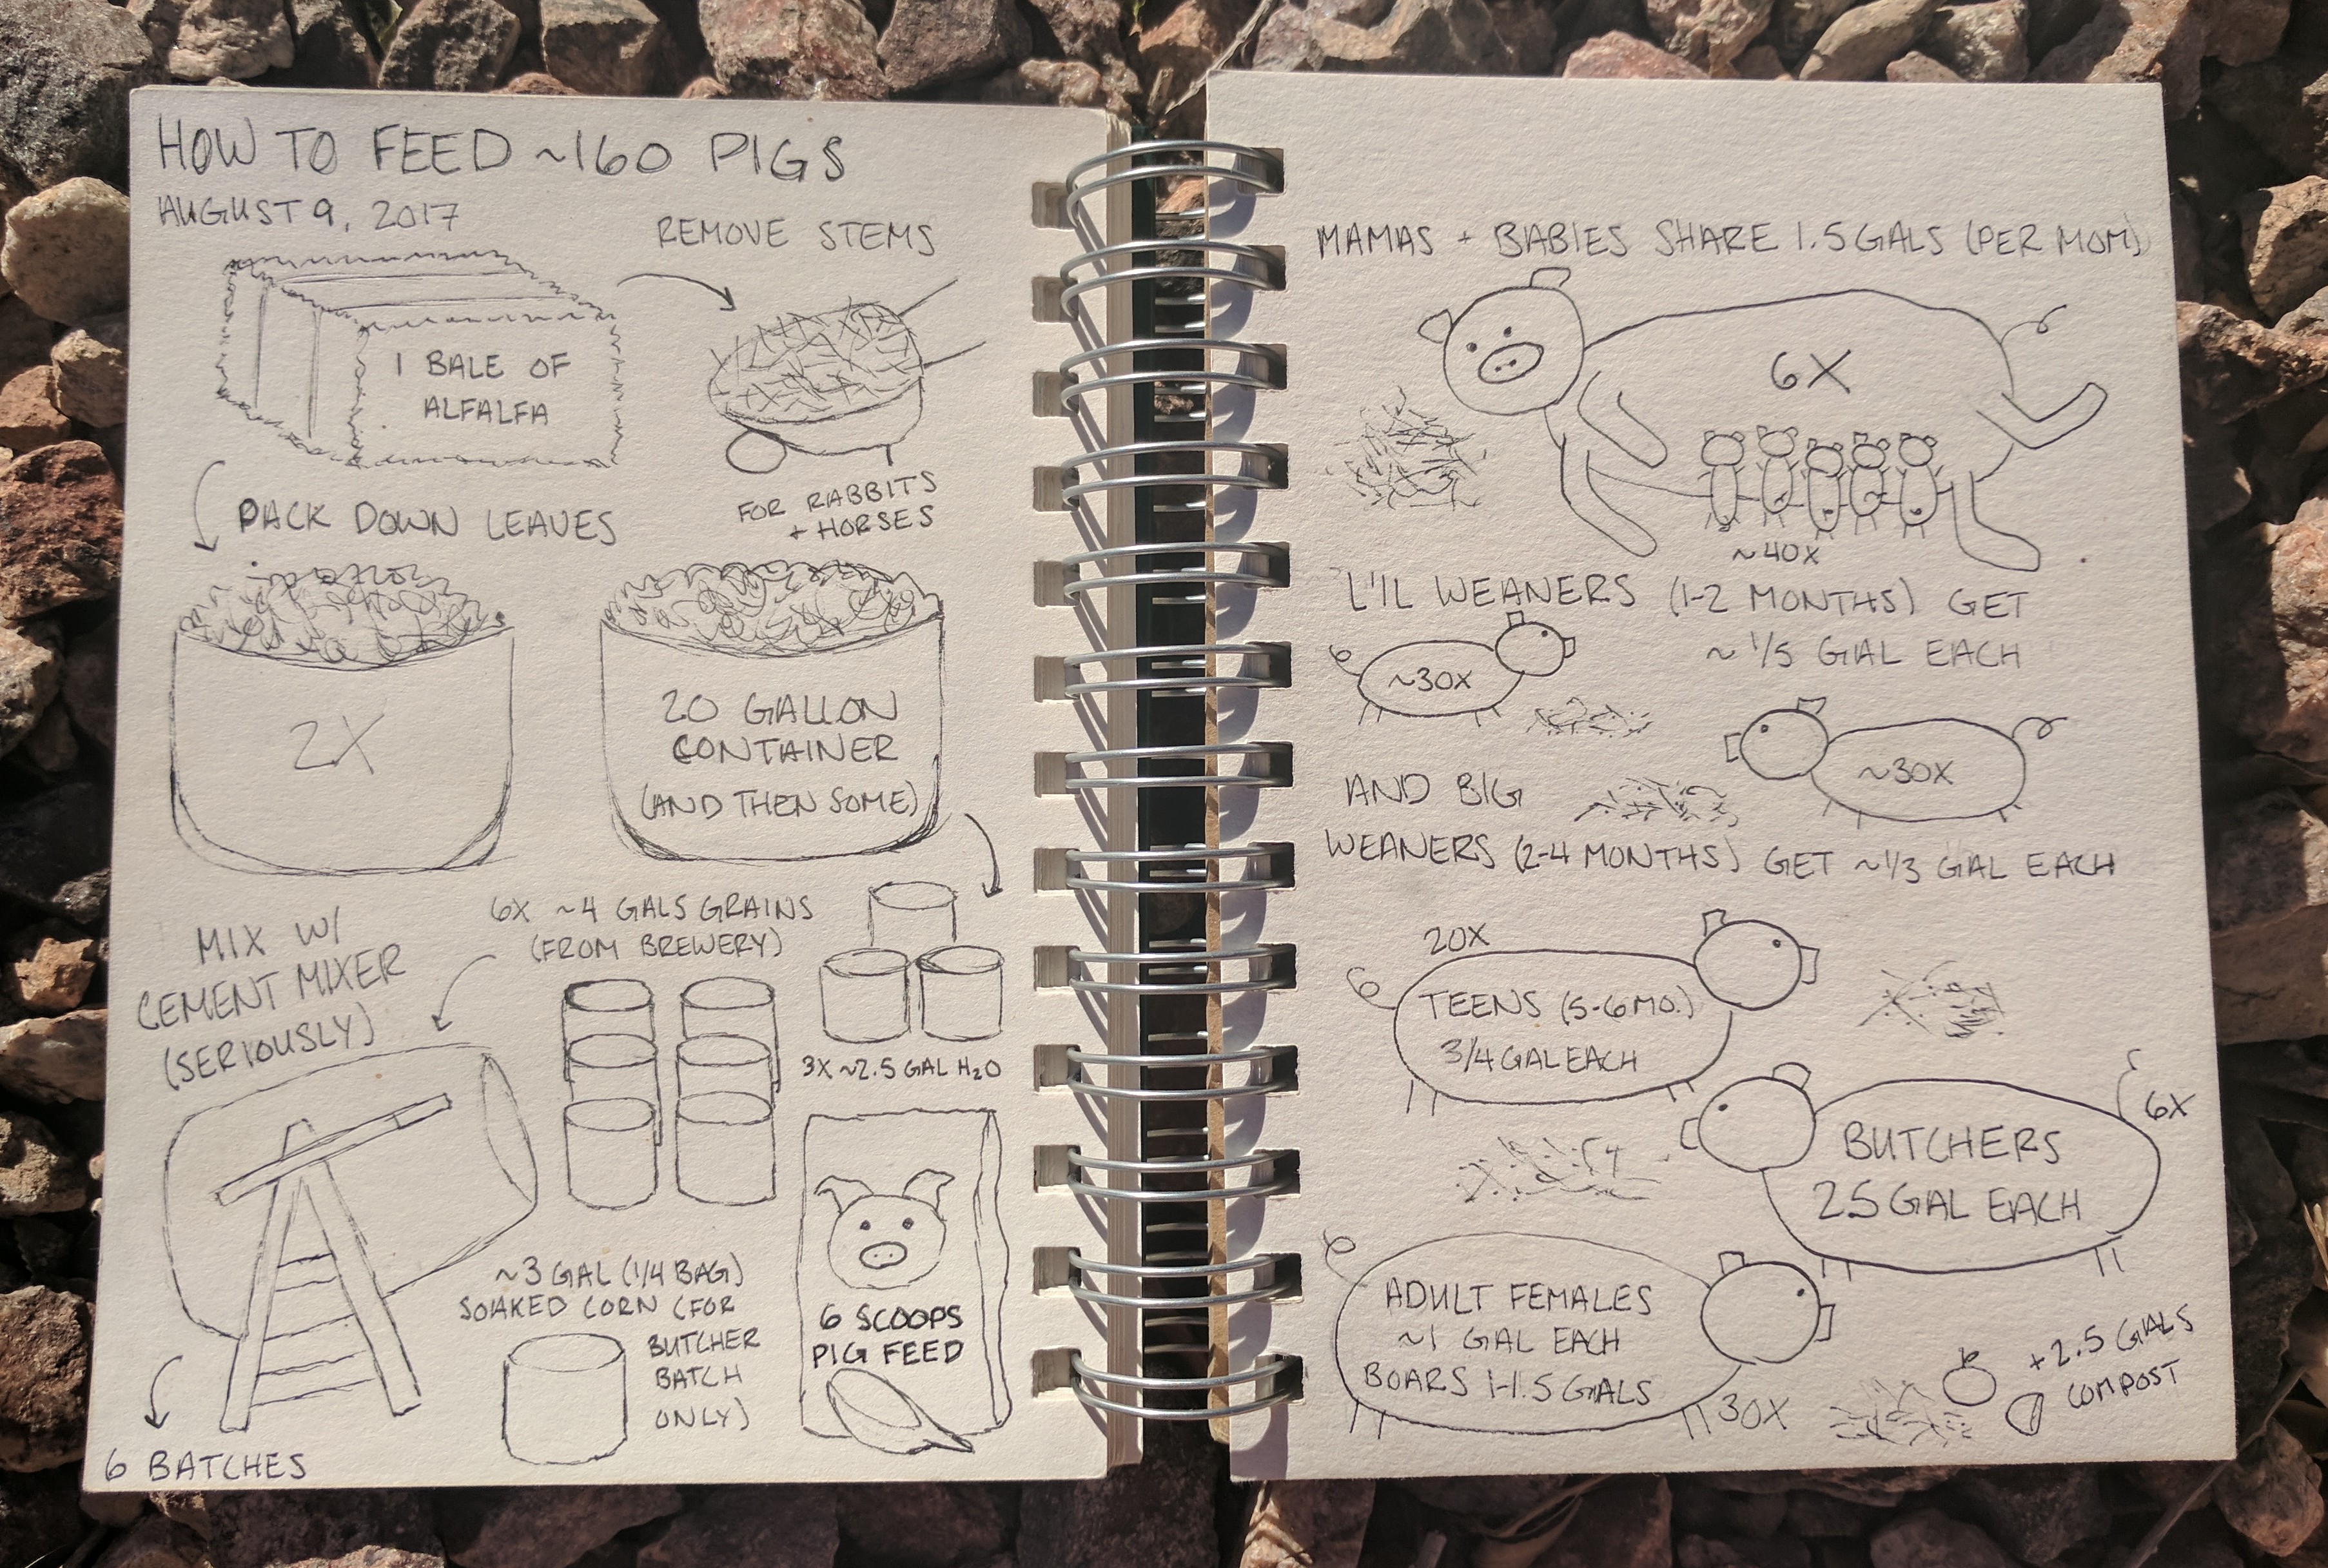 HOW TO FEED ~160 PIGS
AUGUST 9, 2017
REMOVE STEMS
1 BALE OF
ALFALFA
FOR RABBITS
+ HORSES
PACK DOWN LEAVES
2X
20 GALLON
CONTAINER
(AND THEN SOME)
3X ~2.5 GAL H2O
6X ~4 GALS GRAINS
(FROM BREWERY)
6 SCOOPS
PIG FEED
~3 GAL (1/4 BAG)
SOAKED CORN (FOR
BUTCHER
BATCH
ONLY)
MIX W/
CEMENT MIXER
(SERIOUSLY)
6 BATCHES
MAMAS + BABIES SHARE 1.5 GALS (PER MOM)
6X
~40X
L'IL WEANERS (1-2 MONTHS) GET
~1/5 GAL EACH
~30X
~30X
AND BIG
WEANERS (2-4 MONTHS) GET ~1/3 GAL EACH
20X
TEENS (5-6 MO.)
3/4 GAL EACH
6X
BUTCHERS
2.5 GAL EACH
ADULT FEMALES
~1 GAL EACH
BOARS 1-1.5 GALS
30X
+2.5 GALS
COMPOST